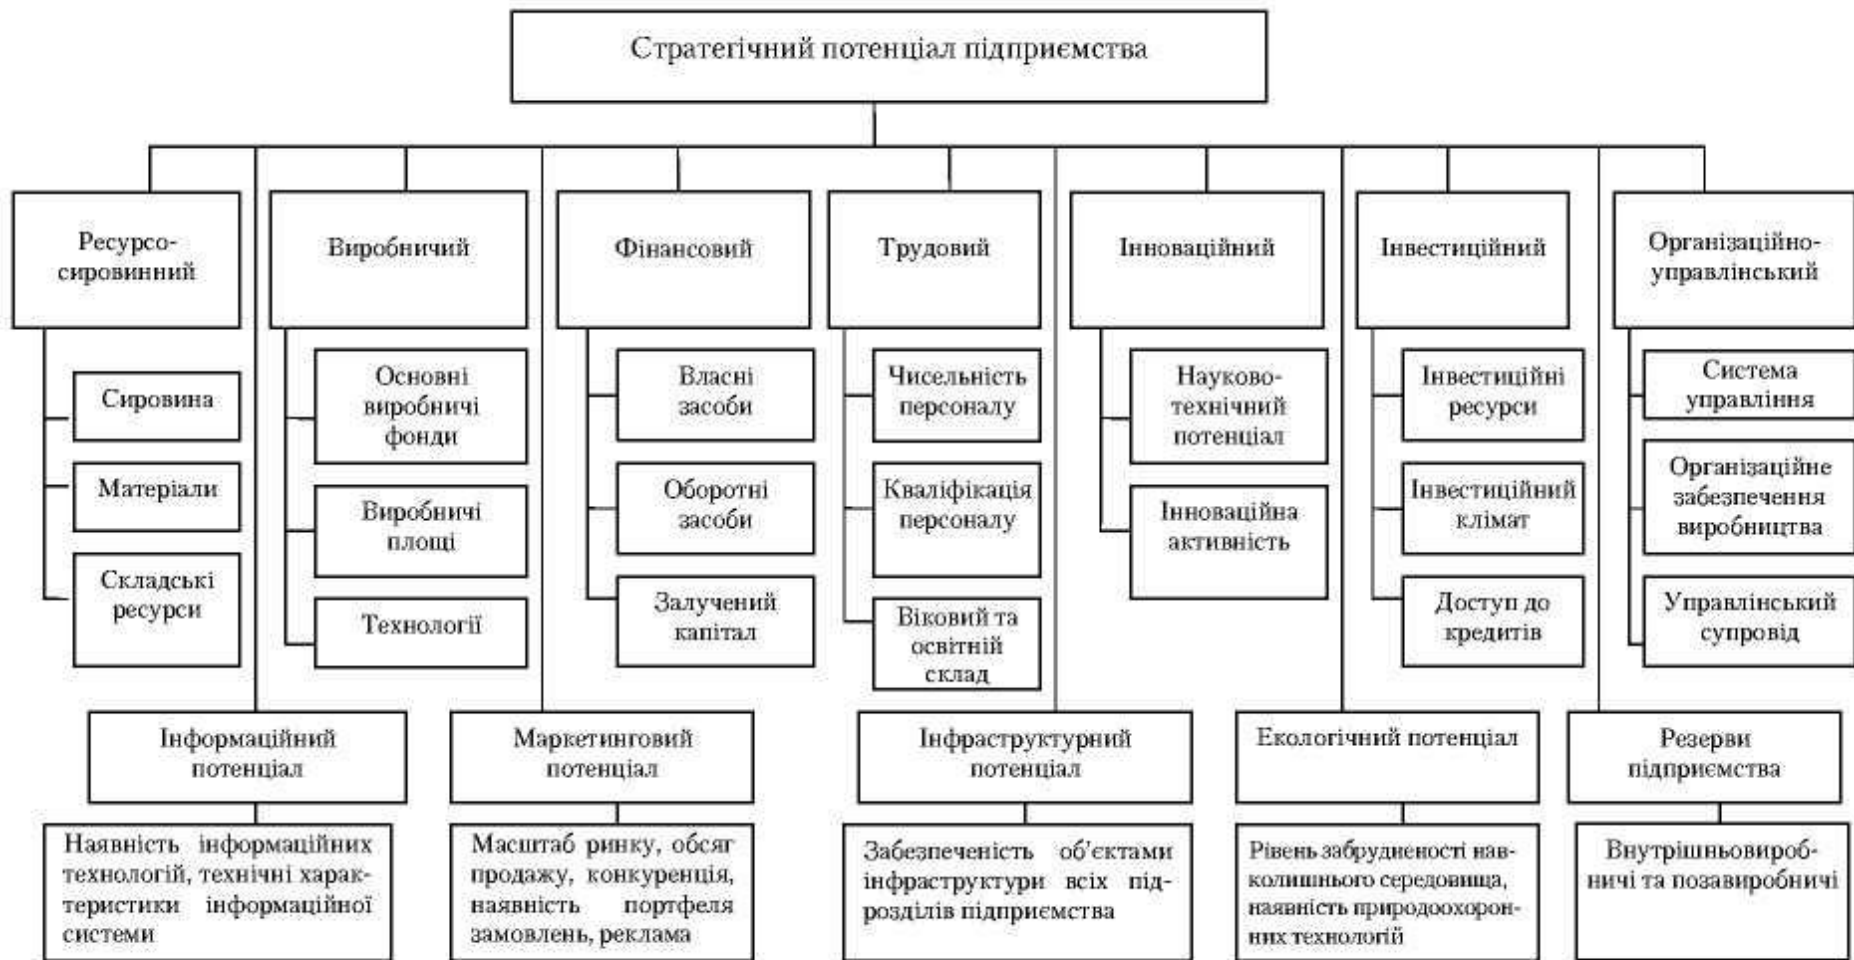 Стратегічний потенціал підприємства
Ресурсо-
сировинний
Виробничий
Фінансовий
Трудовий
Інноваційний
Інвестиційний
Організаційно-
управлінський
Сировина
Матеріали
Складські
ресурси
Основні
виробничі
фонди
Виробничі
площі
Технології
Власні
засоби
Оборотні
засоби
Залучений
капітал
Чисельність
персоналу
Кваліфікація
персоналу
Віковий та
освітній
склад
Науково-
технічний
потенціал
Інноваційна
активність
Інвестиційні
ресурси
Інвестиційний
клімат
Доступ до
кредитів
Система
управління
Організаційне
забезпечення
виробництва
Управлінський
супровід
Інформаційний
потенціал
Маркетинговий
потенціал
Інфраструктурний
потенціал
Екологічний потенціал
Резерви
підприємства
Наявність інформаційних
технологій, технічні харак-
теристики інформаційної
системи
Масштаб ринку, обсяг
продажу, конкуренція,
наявність портфеля
замовлень, реклама
Забезпеченість об’єктами
інфраструктури всіх під-
розділів підприємства
Рівень забрудненості нав-
колишнього середовища,
наявність природоохорон-
них технологій
Внутрішньовироб-
ничі та позавиробничі